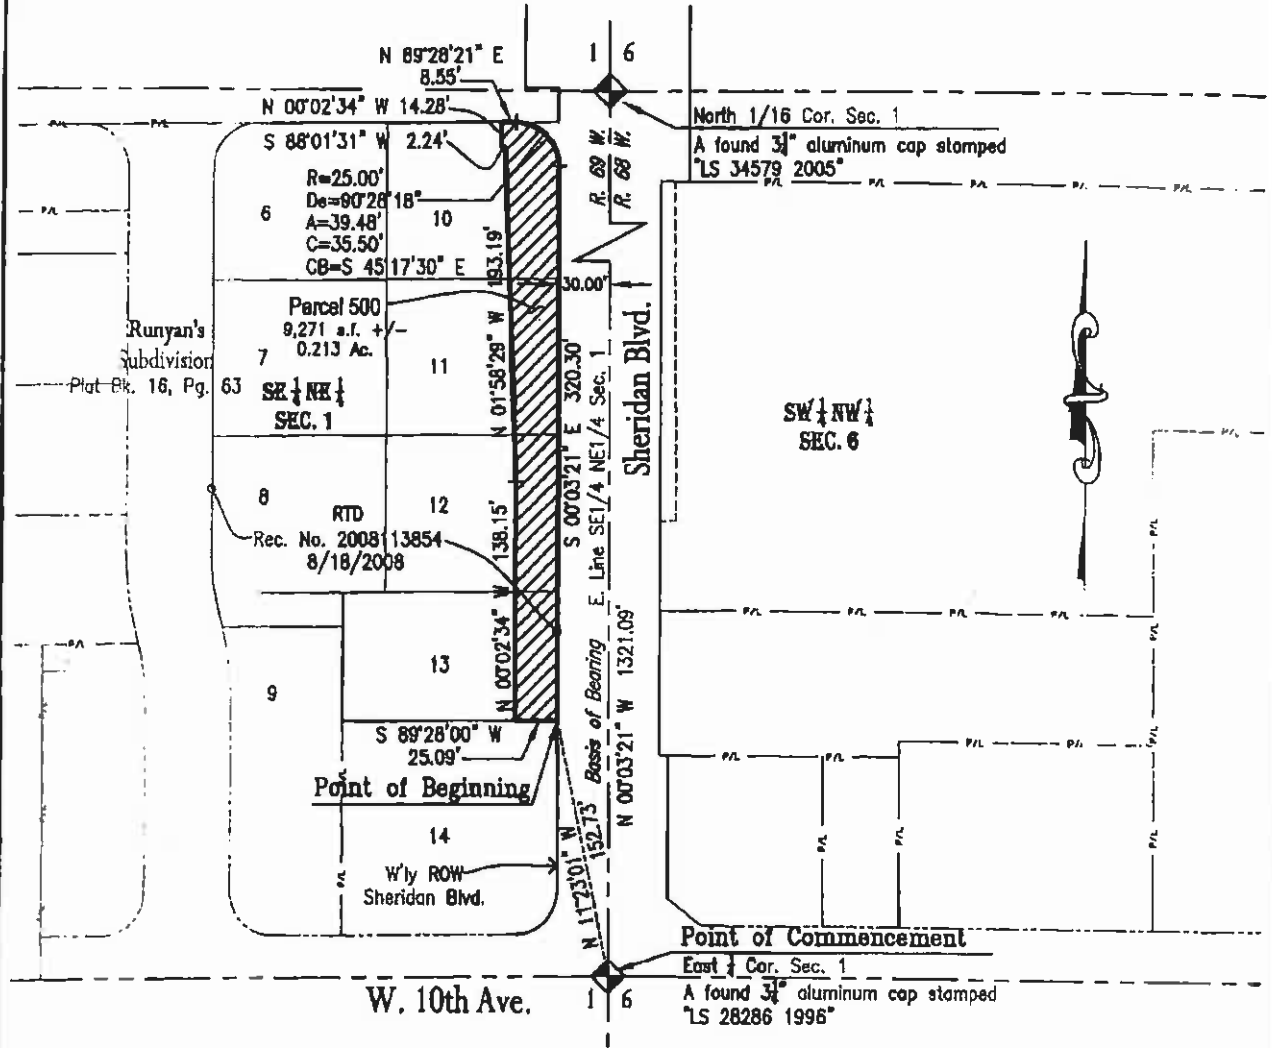 N 89°28'21" E
8.55'
1 6
N 00°02'34" W 14.28'
S 88°01'31" W 2.24'
North 1/16 Cor. Sec. 1
A found 3¼" aluminum cap stamped
"LS 34579 2005"
R. 69 W.
R. 68 W.
P/L P/L
P/L
P/L P/L P/L P/L P/L
R=25.00'
De=90°28'18"
A=39.48'
C=35.50'
CB=S 45°17'30" E
6
10
193.19'
30.00'
Parcel 500
9,271 s.f. +/-
0.213 Ac.
Runyan's
Subdivision
Plat Bk. 16, Pg. 63
7
11
SE ¼ NE ¼
SEC. 1
N 01°58'29" W
S 00°03'21" E 320.30'
E. Line SE1/4 NE1/4 Sec. 1
Sheridan Blvd.
SW ¼ NW ¼
SEC. 6
P/L
8
12
RTD
Rec. No. 2008113854
8/18/2008
138.15'
N 00°02'34" W
P/L
P/L P/L P/L P/L
P/L
P/L
13
9
Basis of Bearing
N 00°03'21" W 1321.09'
S 89°28'00" W
25.09'
Point of Beginning
P/L P/L P/L
P/L
14
W'ly ROW
Sheridan Blvd.
P/L
N 11°23'01" W
152.73'
P/L P/L P/L
Point of Commencement
East ¼ Cor. Sec. 1
W. 10th Ave.
1 6
A found 3¼" aluminum cap stamped
"LS 28286 1996"